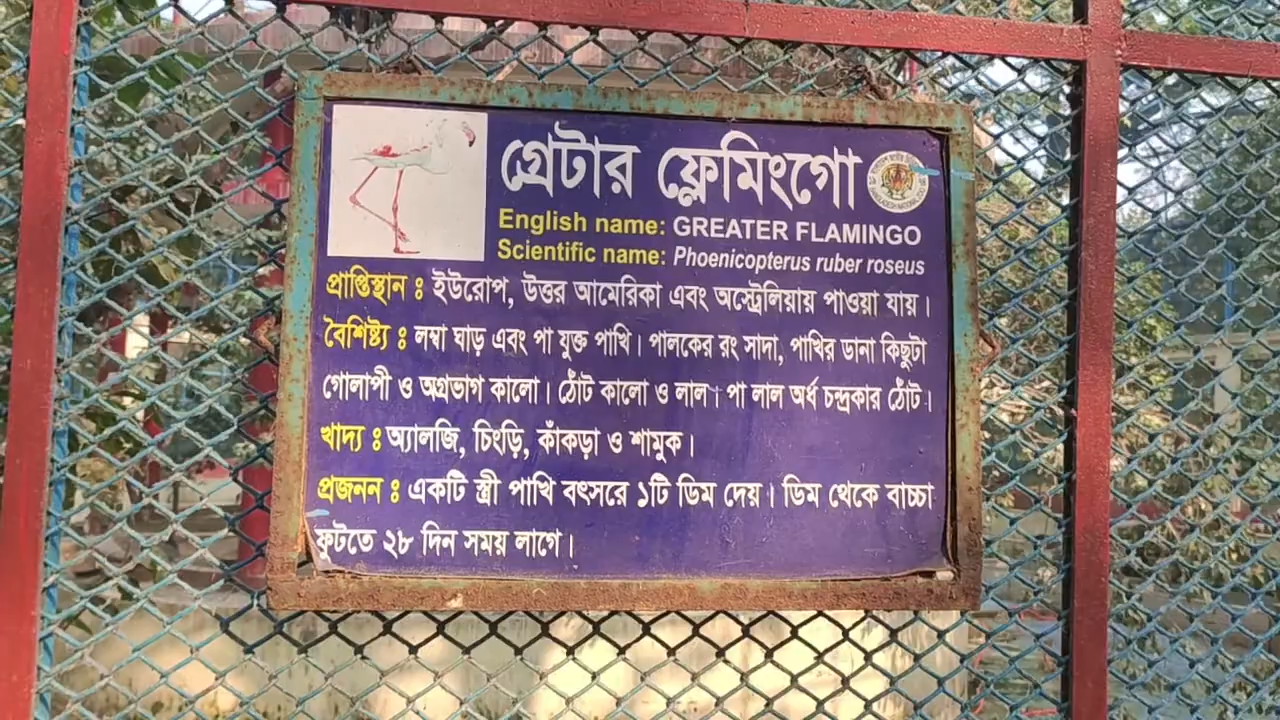 গ্রেটার ফ্লেমিংগো
English name: GREATER FLAMINGO
Scientific name: Phoenicopterus ruber roseus
প্রাপ্তিস্থান ঃ ইউরোপ, উত্তর আমেরিকা এবং অস্ট্রেলিয়ায় পাওয়া যায়।
বৈশিষ্ট্য ঃ লম্বা ঘাড় এবং পা যুক্ত পাখি। পালকের রং সাদা, পাখির ডানা কিছুটা
গোলাপী ও অগ্রভাগ কালো। ঠোঁট কালো ও লাল। পা লাল অর্ধ চন্দ্রকার ঠোঁট।
খাদ্য ঃ অ্যালজি, চিংড়ি, কাঁকড়া ও শামুক।
প্রজনন ঃ একটি স্ত্রী পাখি বৎসরে ১টি ডিম দেয়। ডিম থেকে বাচ্চা
ফুটতে ২৮ দিন সময় লাগে।